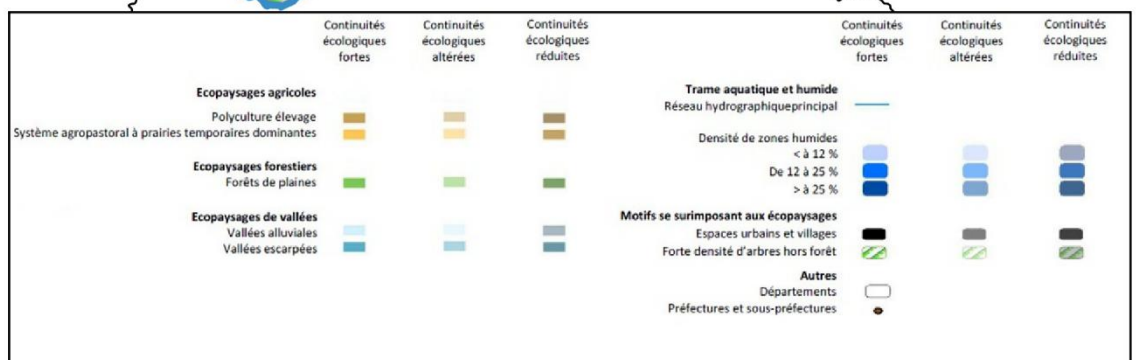 Continuités Continuités Continuités
écologiques écologiques écologiques
fortes altérées réduites
Ecopaysages agricoles
Polyculture élevage
Système agropastoral à prairies temporaires dominantes
Ecopaysages forestiers
Forêts de plaines
Ecopaysages de vallées
Vallées alluviales
Vallées escarpées
Continuités Continuités Continuités
écologiques écologiques écologiques
fortes altérées réduites
Trame aquatique et humide
Réseau hydrographiqueprincipal
Densité de zones humides
< à 12 %
De 12 à 25 %
> à 25 %
Motifs se surimposant aux écopaysages
Espaces urbains et villages
Forte densité d'arbres hors forêt
Autres
Départements
Préfectures et sous-préfectures